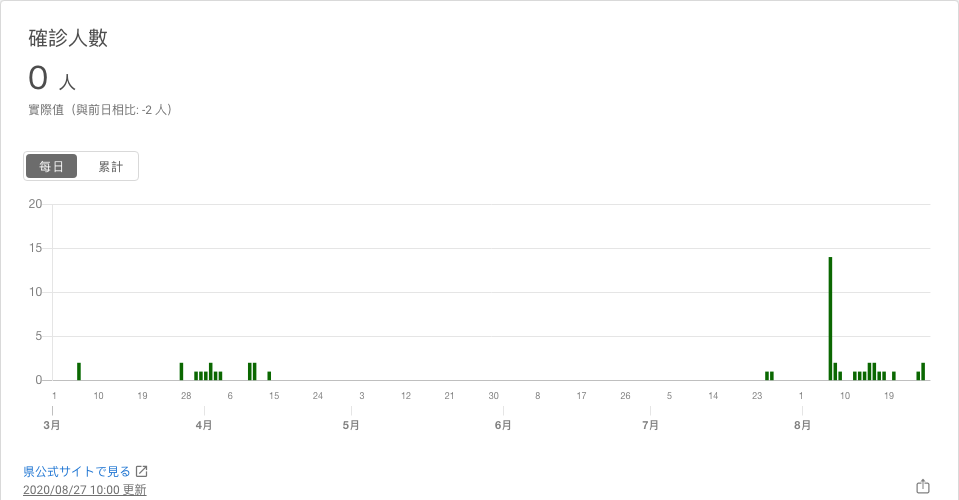 確診人數
0 人
實際值（與前日相比: -2 人）
每日 累計
20
15
10
5
0
1 10 19 28 6 15 24 3 12 21 30 8 17 26 5 14 23 1 10 19
3月 4月 5月 6月 7月 8月
県公式サイトで見る
2020/08/27 10:00 更新